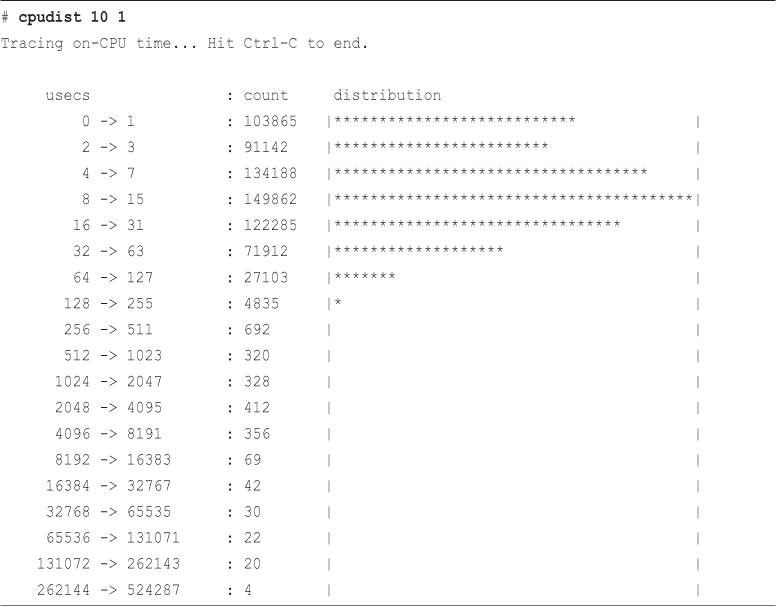 # cpudist 10 1
Tracing on-CPU time... Hit Ctrl-C to end.
     usecs               : count     distribution
         0 -> 1          : 103865   |***************************             |
         2 -> 3          : 91142    |************************                |
         4 -> 7          : 134188   |***********************************     |
         8 -> 15         : 149862   |****************************************|
        16 -> 31         : 122285   |********************************        |
        32 -> 63         : 71912    |*******************                     |
        64 -> 127        : 27103    |*******                                 |
       128 -> 255        : 4835     |*                                       |
       256 -> 511        : 692      |                                        |
       512 -> 1023       : 320      |                                        |
      1024 -> 2047       : 328      |                                        |
      2048 -> 4095       : 412      |                                        |
      4096 -> 8191       : 356      |                                        |
      8192 -> 16383      : 69       |                                        |
     16384 -> 32767      : 42       |                                        |
     32768 -> 65535      : 30       |                                        |
     65536 -> 131071     : 22       |                                        |
    131072 -> 262143     : 20       |                                        |
    262144 -> 524287     : 4        |                                        |